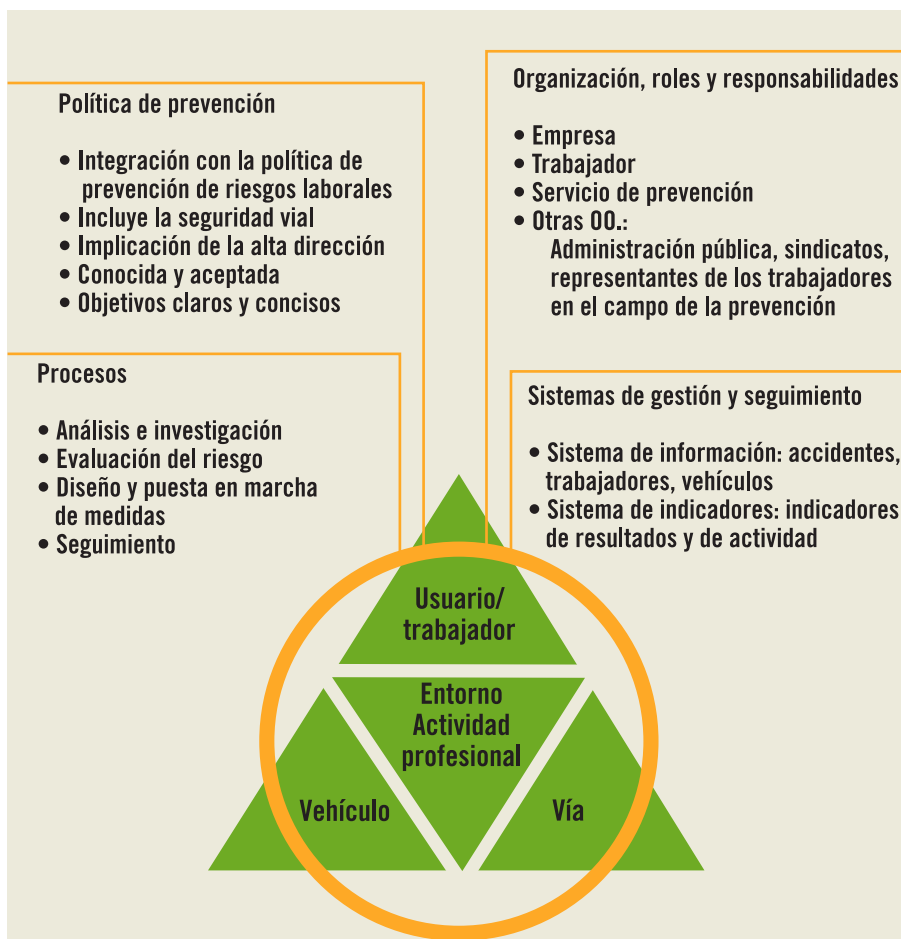 Política de prevención
• Integración con la política de
prevención de riesgos laborales
• Incluye la seguridad vial
• Implicación de la alta dirección
• Conocida y aceptada
• Objetivos claros y concisos
Organización, roles y responsabilidades
• Empresa
• Trabajador
• Servicio de prevención
• Otras OO.:
Administración pública, sindicatos,
representantes de los trabajadores
en el campo de la prevención
Procesos
• Análisis e investigación
• Evaluación del riesgo
• Diseño y puesta en marcha
de medidas
• Seguimiento
Sistemas de gestión y seguimiento
• Sistema de información: accidentes,
trabajadores, vehículos
• Sistema de indicadores: indicadores
de resultados y de actividad
Usuario/
trabajador
Entorno
Actividad
profesional
Vehículo
Vía